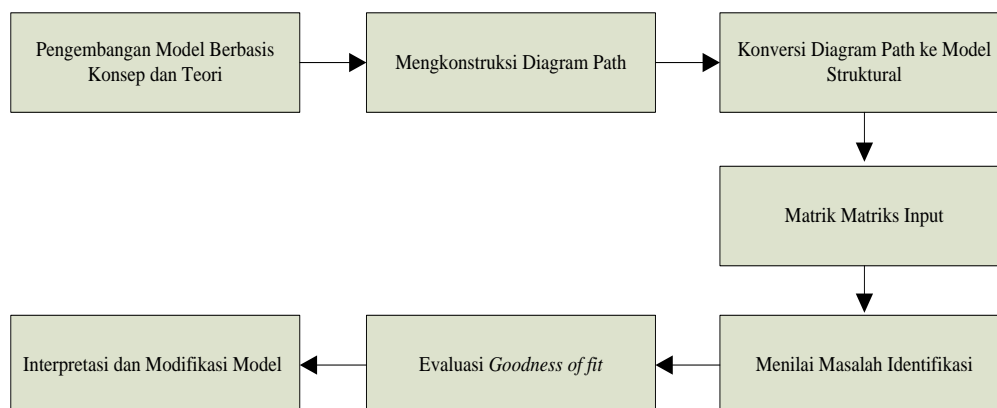 Pengembangan Model Berbasis
Konsep dan Teori
Mengkonstruksi Diagram Path
Konversi Diagram Path ke Model
Struktural
Matrik Matriks Input
Menilai Masalah Identifikasi
Evaluasi Goodness of fit
Interpretasi dan Modifikasi Model